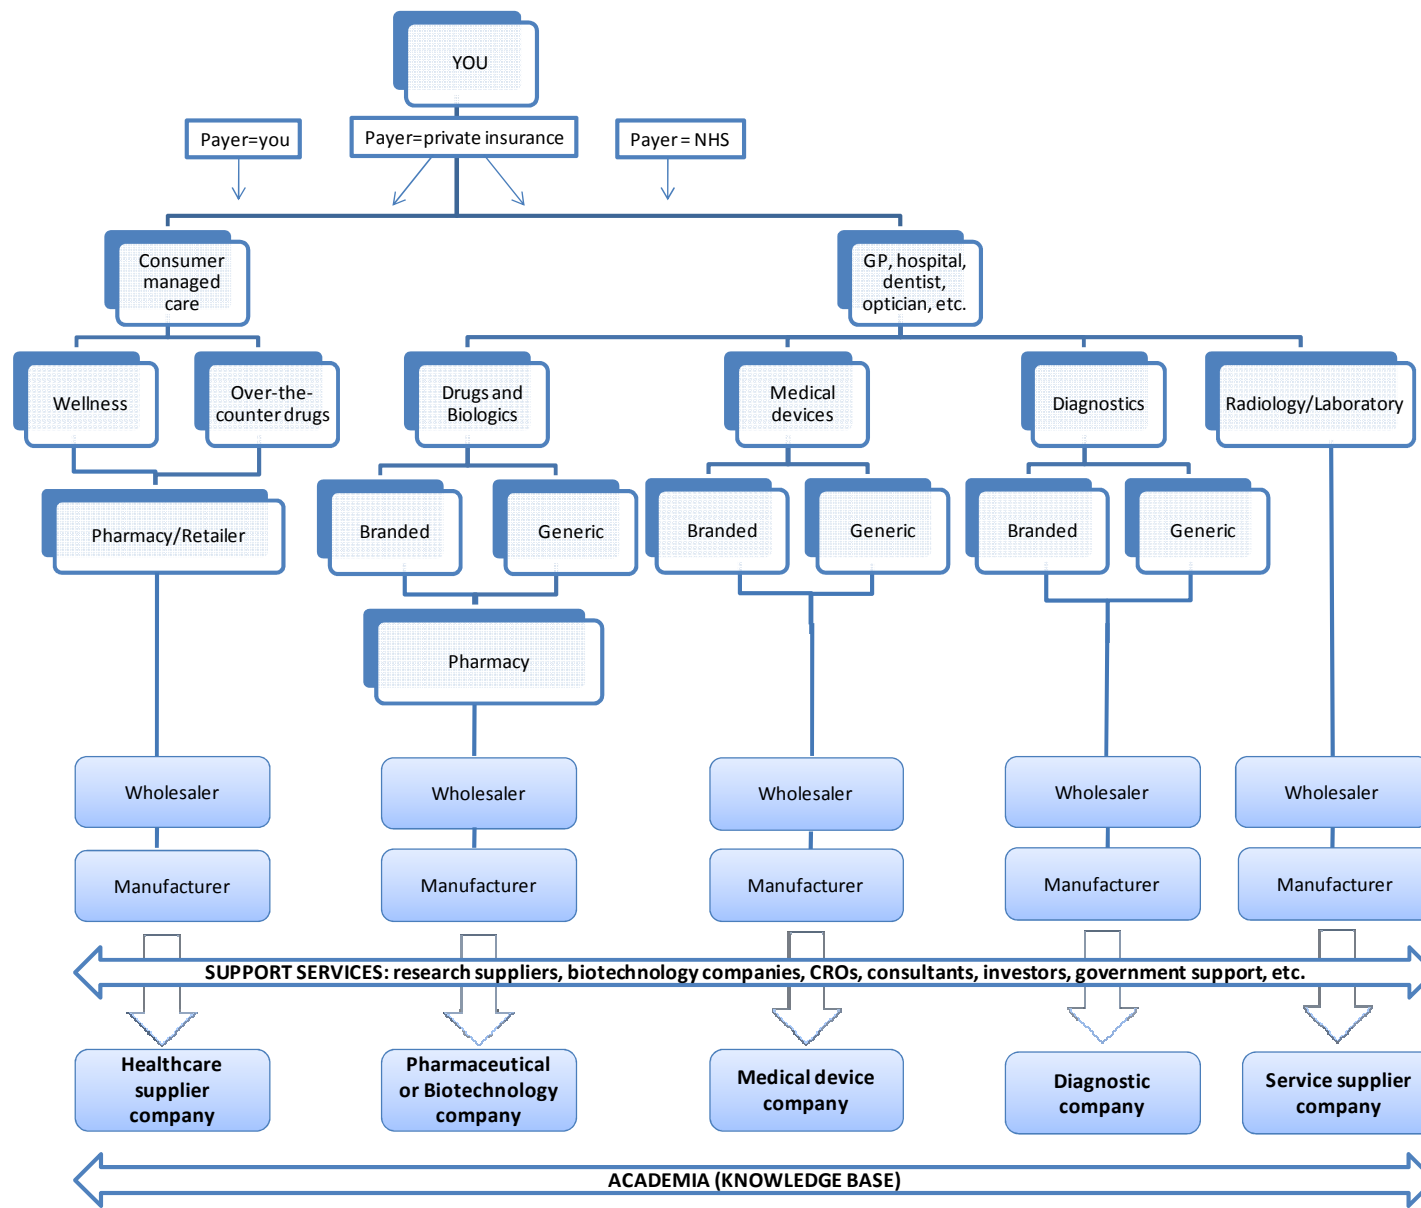 YOU
Payer=you
Payer=private insurance
Payer = NHS
Consumer
managed
care
GP, hospital,
dentist,
optician, etc.
Wellness
Over-the-
counter drugs
Drugs and
Biologics
Medical
devices
Diagnostics
Radiology/Laboratory
Pharmacy/Retailer
Branded
Generic
Branded
Generic
Branded
Generic
Pharmacy
Wholesaler
Wholesaler
Wholesaler
Wholesaler
Wholesaler
Manufacturer
Manufacturer
Manufacturer
Manufacturer
Manufacturer
SUPPORT SERVICES: research suppliers, biotechnology companies, CROs, consultants, investors, government support, etc.
Healthcare
supplier
company
Pharmaceutical
or Biotechnology
company
Medical device
company
Diagnostic
company
Service supplier
company
ACADEMIA (KNOWLEDGE BASE)